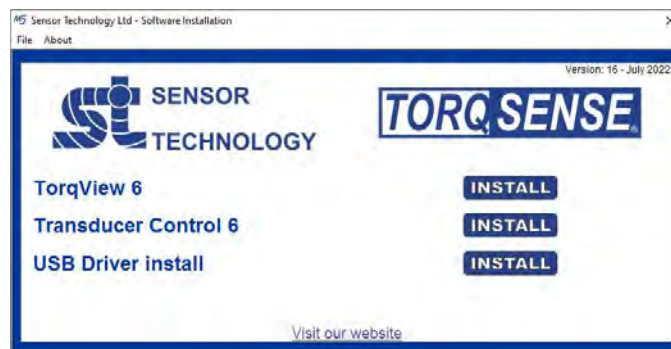 Sensor Technology Ltd - Software Installation
File About
Version: 16 - July 2022
SENSOR
TECHNOLOGY
TORQSENSE®
TorqView 6 INSTALL
Transducer Control 6 INSTALL
USB Driver install INSTALL
Visit our website